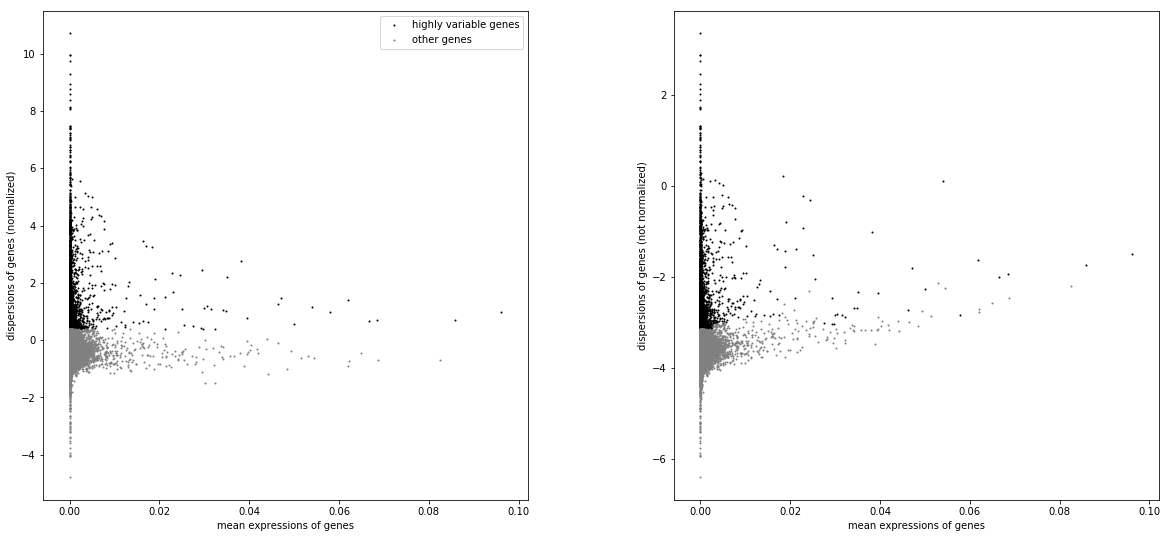 highly variable genes
other genes
dispersions of genes (normalized)
10
8
6
4
2
0
−2
−4
0.00 0.02 0.04 0.06 0.08 0.10
mean expressions of genes
dispersions of genes (not normalized)
2
0
−2
−4
−6
0.00 0.02 0.04 0.06 0.08 0.10
mean expressions of genes